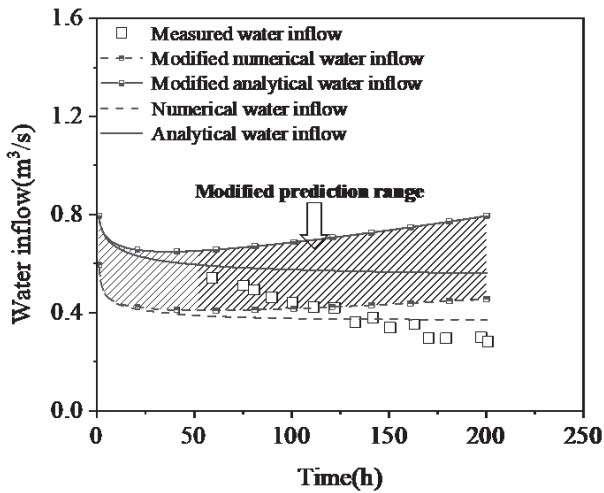 1.6
1.2
0.8
0.4
0.0
Water inflow(m³/s)
Measured water inflow
Modified numerical water inflow
Modified analytical water inflow
Numerical water inflow
Analytical water inflow
Modified prediction range
0
50
100
150
200
250
Time(h)